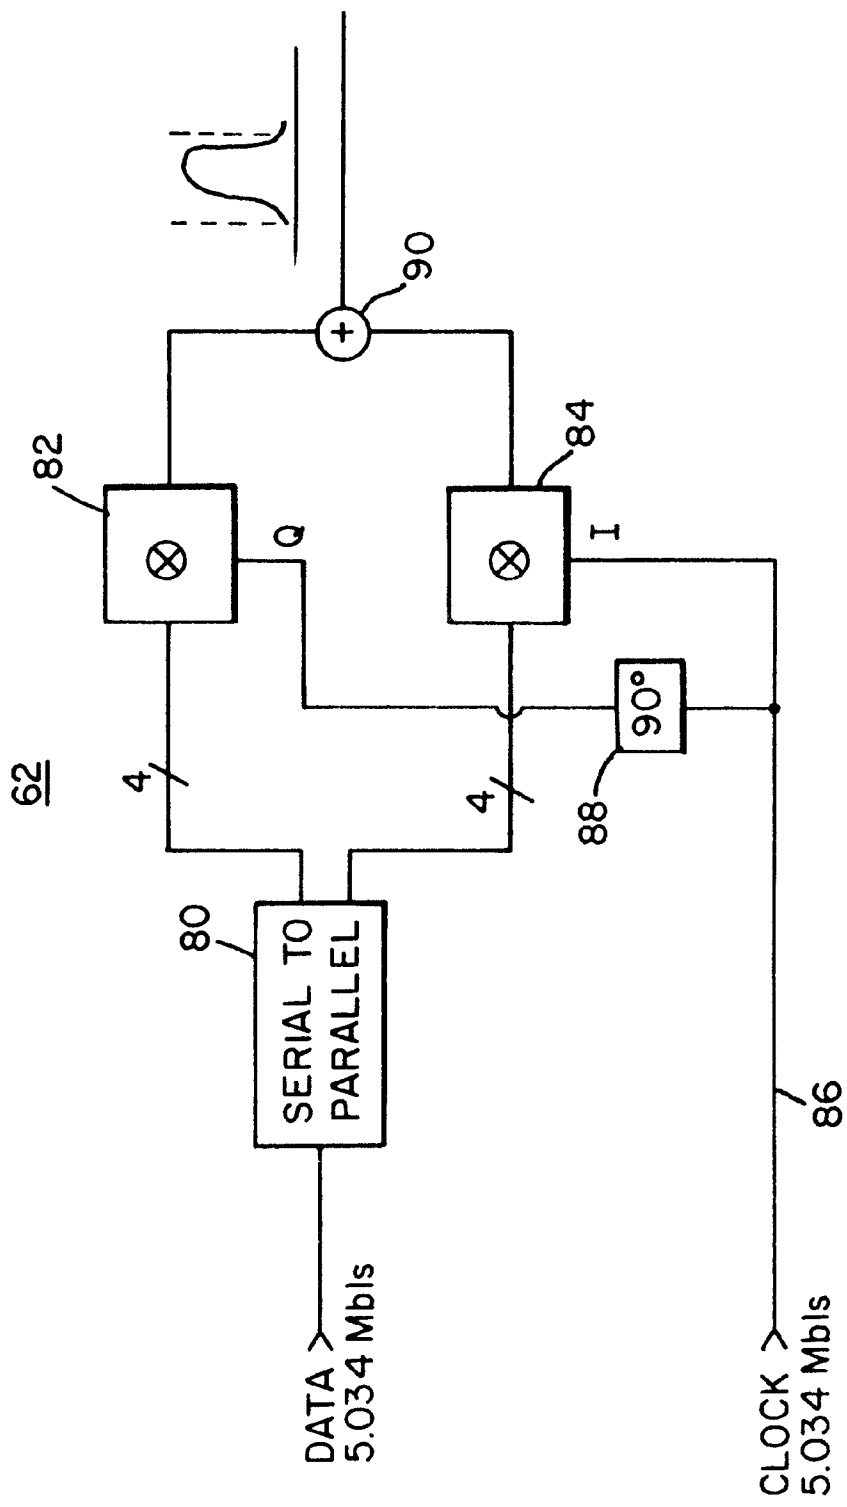 62
82
Q
4
80
SERIAL TO
PARALLEL
DATA
5.034 Mbls
90
+
84
I
4
90°
88
86
CLOCK
5.034 Mbls